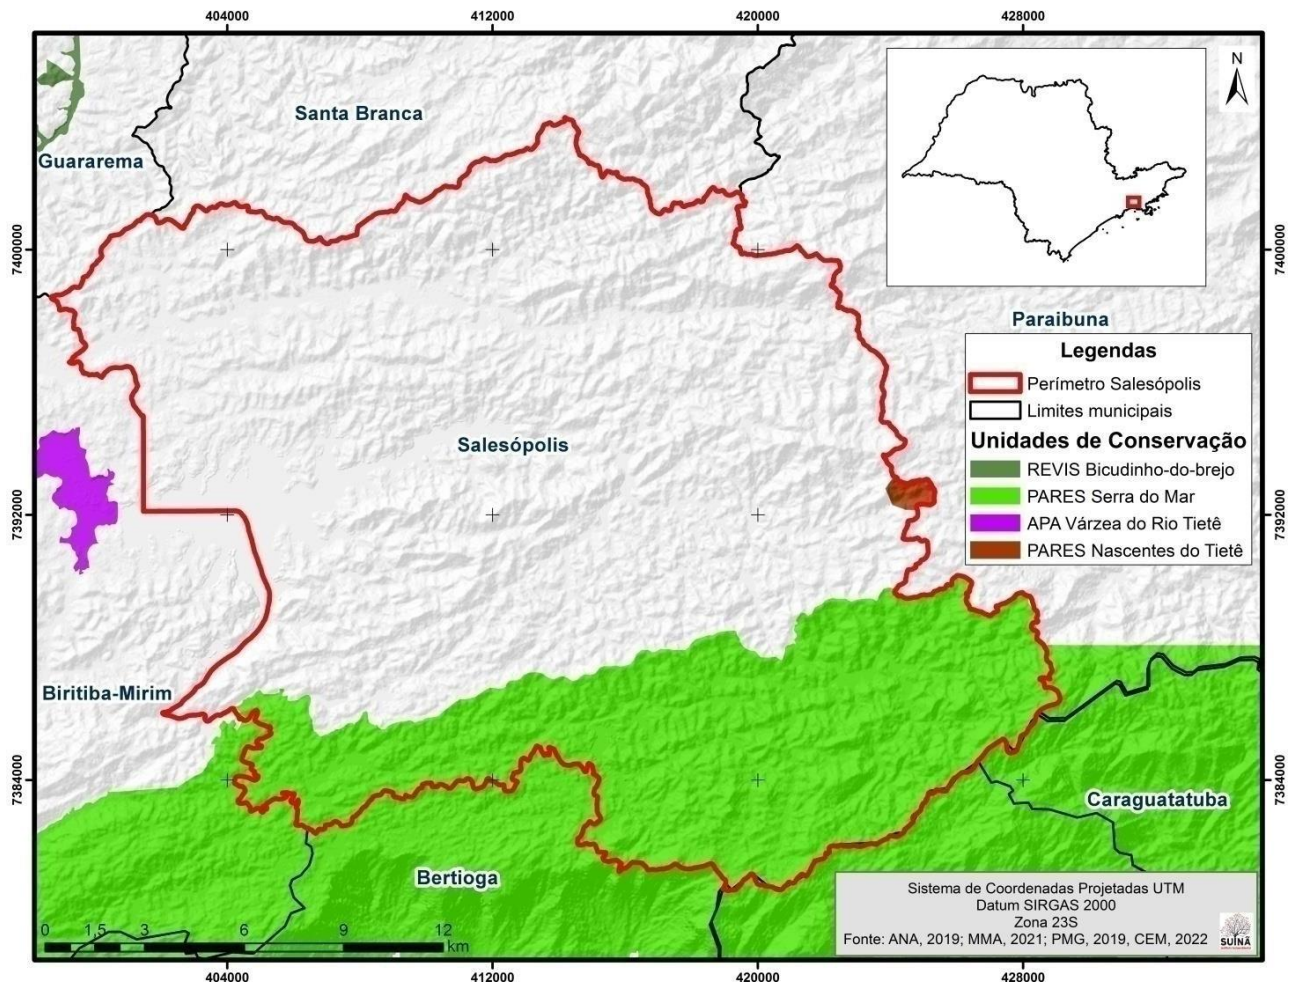 404000 412000 420000 428000
N
Santa Branca
Guararema
7400000 7400000
Paraibuna
Legendas
Perímetro Salesópolis
Limites municipais
Unidades de Conservação
REVIS Bicudinho-do-brejo
PARES Serra do Mar
APA Várzea do Rio Tietê
PARES Nascentes do Tietê
Salesópolis
7392000 7392000
Biritiba-Mirim
7384000 7384000
Caraguatatuba
Bertioga
Sistema de Coordenadas Projetadas UTM
Datum SIRGAS 2000
Zona 23S
Fonte: ANA, 2019; MMA, 2021; PMG, 2019, CEM, 2022
SUINÃ
0 1,5 3 6 9 12
km
404000 412000 420000 428000